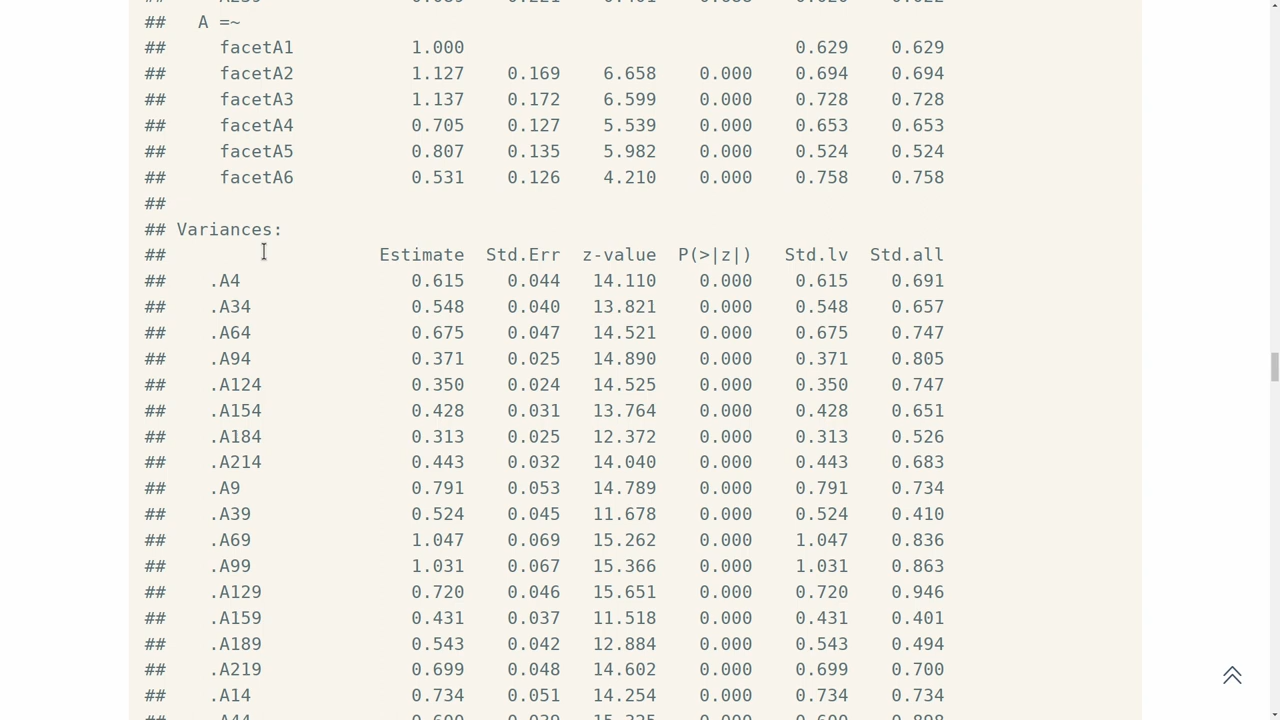 ##   A =~
##     facetA1           1.000                               0.629    0.629
##     facetA2           1.127    0.169    6.658    0.000    0.694    0.694
##     facetA3           1.137    0.172    6.599    0.000    0.728    0.728
##     facetA4           0.705    0.127    5.539    0.000    0.653    0.653
##     facetA5           0.807    0.135    5.982    0.000    0.524    0.524
##     facetA6           0.531    0.126    4.210    0.000    0.758    0.758
##
## Variances:
##                    Estimate  Std.Err  z-value  P(>|z|)   Std.lv  Std.all
##    .A4                0.615    0.044   14.110    0.000    0.615    0.691
##    .A34               0.548    0.040   13.821    0.000    0.548    0.657
##    .A64               0.675    0.047   14.521    0.000    0.675    0.747
##    .A94               0.371    0.025   14.890    0.000    0.371    0.805
##    .A124              0.350    0.024   14.525    0.000    0.350    0.747
##    .A154              0.428    0.031   13.764    0.000    0.428    0.651
##    .A184              0.313    0.025   12.372    0.000    0.313    0.526
##    .A214              0.443    0.032   14.040    0.000    0.443    0.683
##    .A9                0.791    0.053   14.789    0.000    0.791    0.734
##    .A39               0.524    0.045   11.678    0.000    0.524    0.410
##    .A69               1.047    0.069   15.262    0.000    1.047    0.836
##    .A99               1.031    0.067   15.366    0.000    1.031    0.863
##    .A129              0.720    0.046   15.651    0.000    0.720    0.946
##    .A159              0.431    0.037   11.518    0.000    0.431    0.401
##    .A189              0.543    0.042   12.884    0.000    0.543    0.494
##    .A219              0.699    0.048   14.602    0.000    0.699    0.700
##    .A14               0.734    0.051   14.254    0.000    0.734    0.734